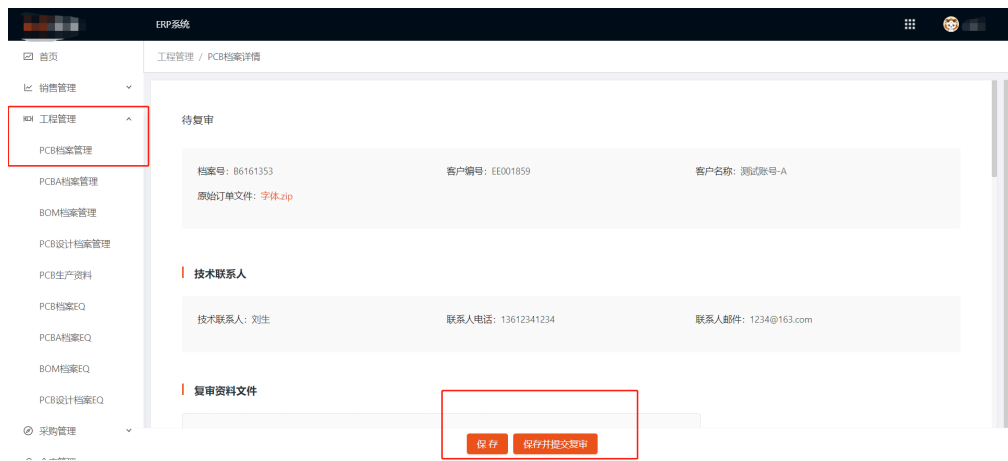 ERP系统
首页
工程管理 / PCB档案详情
销售管理
工程管理
PCB档案管理
PCBA档案管理
BOM档案管理
PCB设计档案管理
PCB生产资料
PCB档案EQ
PCBA档案EQ
BOM档案EQ
PCB设计档案EQ
采购管理
待复审
档案号：B6161353 客户编号：EE001859 客户名称：测试账号-A
原始订单文件：字体.zip
技术联系人
技术联系人：刘生 联系人电话：13612341234 联系人邮件：1234@163.com
复审资料文件
保 存 保存并提交复审